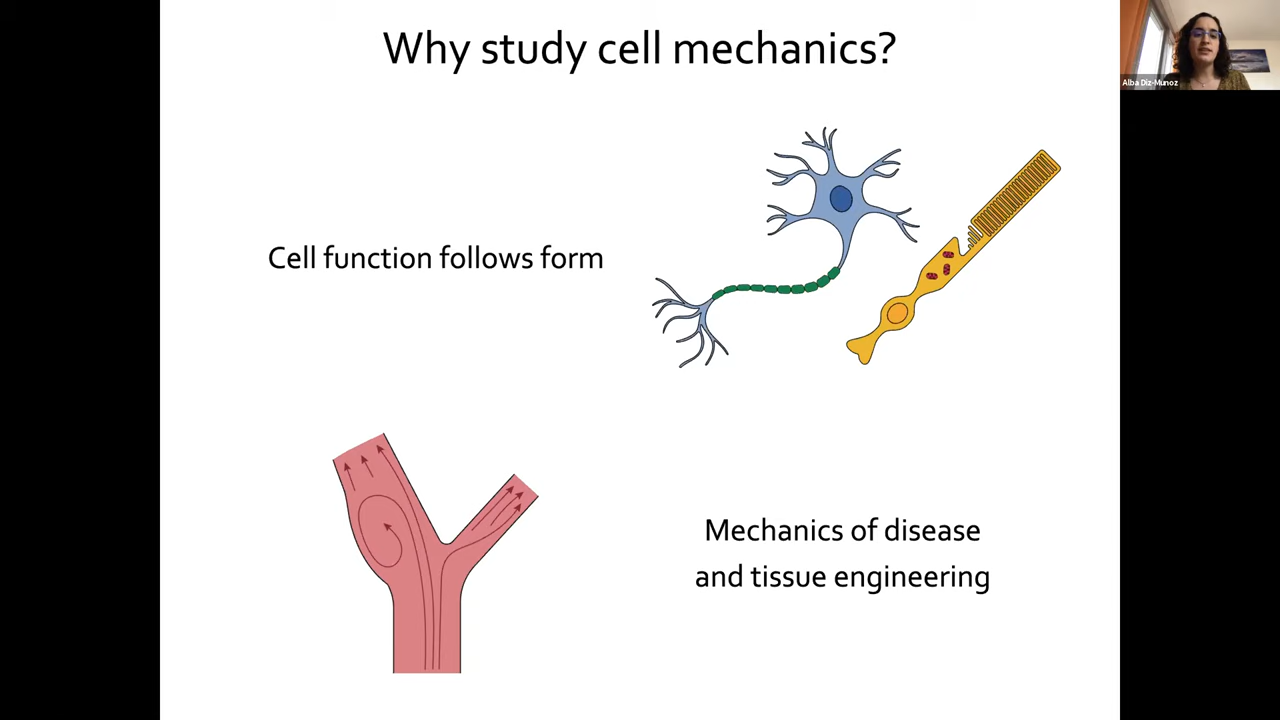 Why study cell mechanics?
Alba Diz-Munoz
Cell function follows form
Mechanics of disease
and tissue engineering